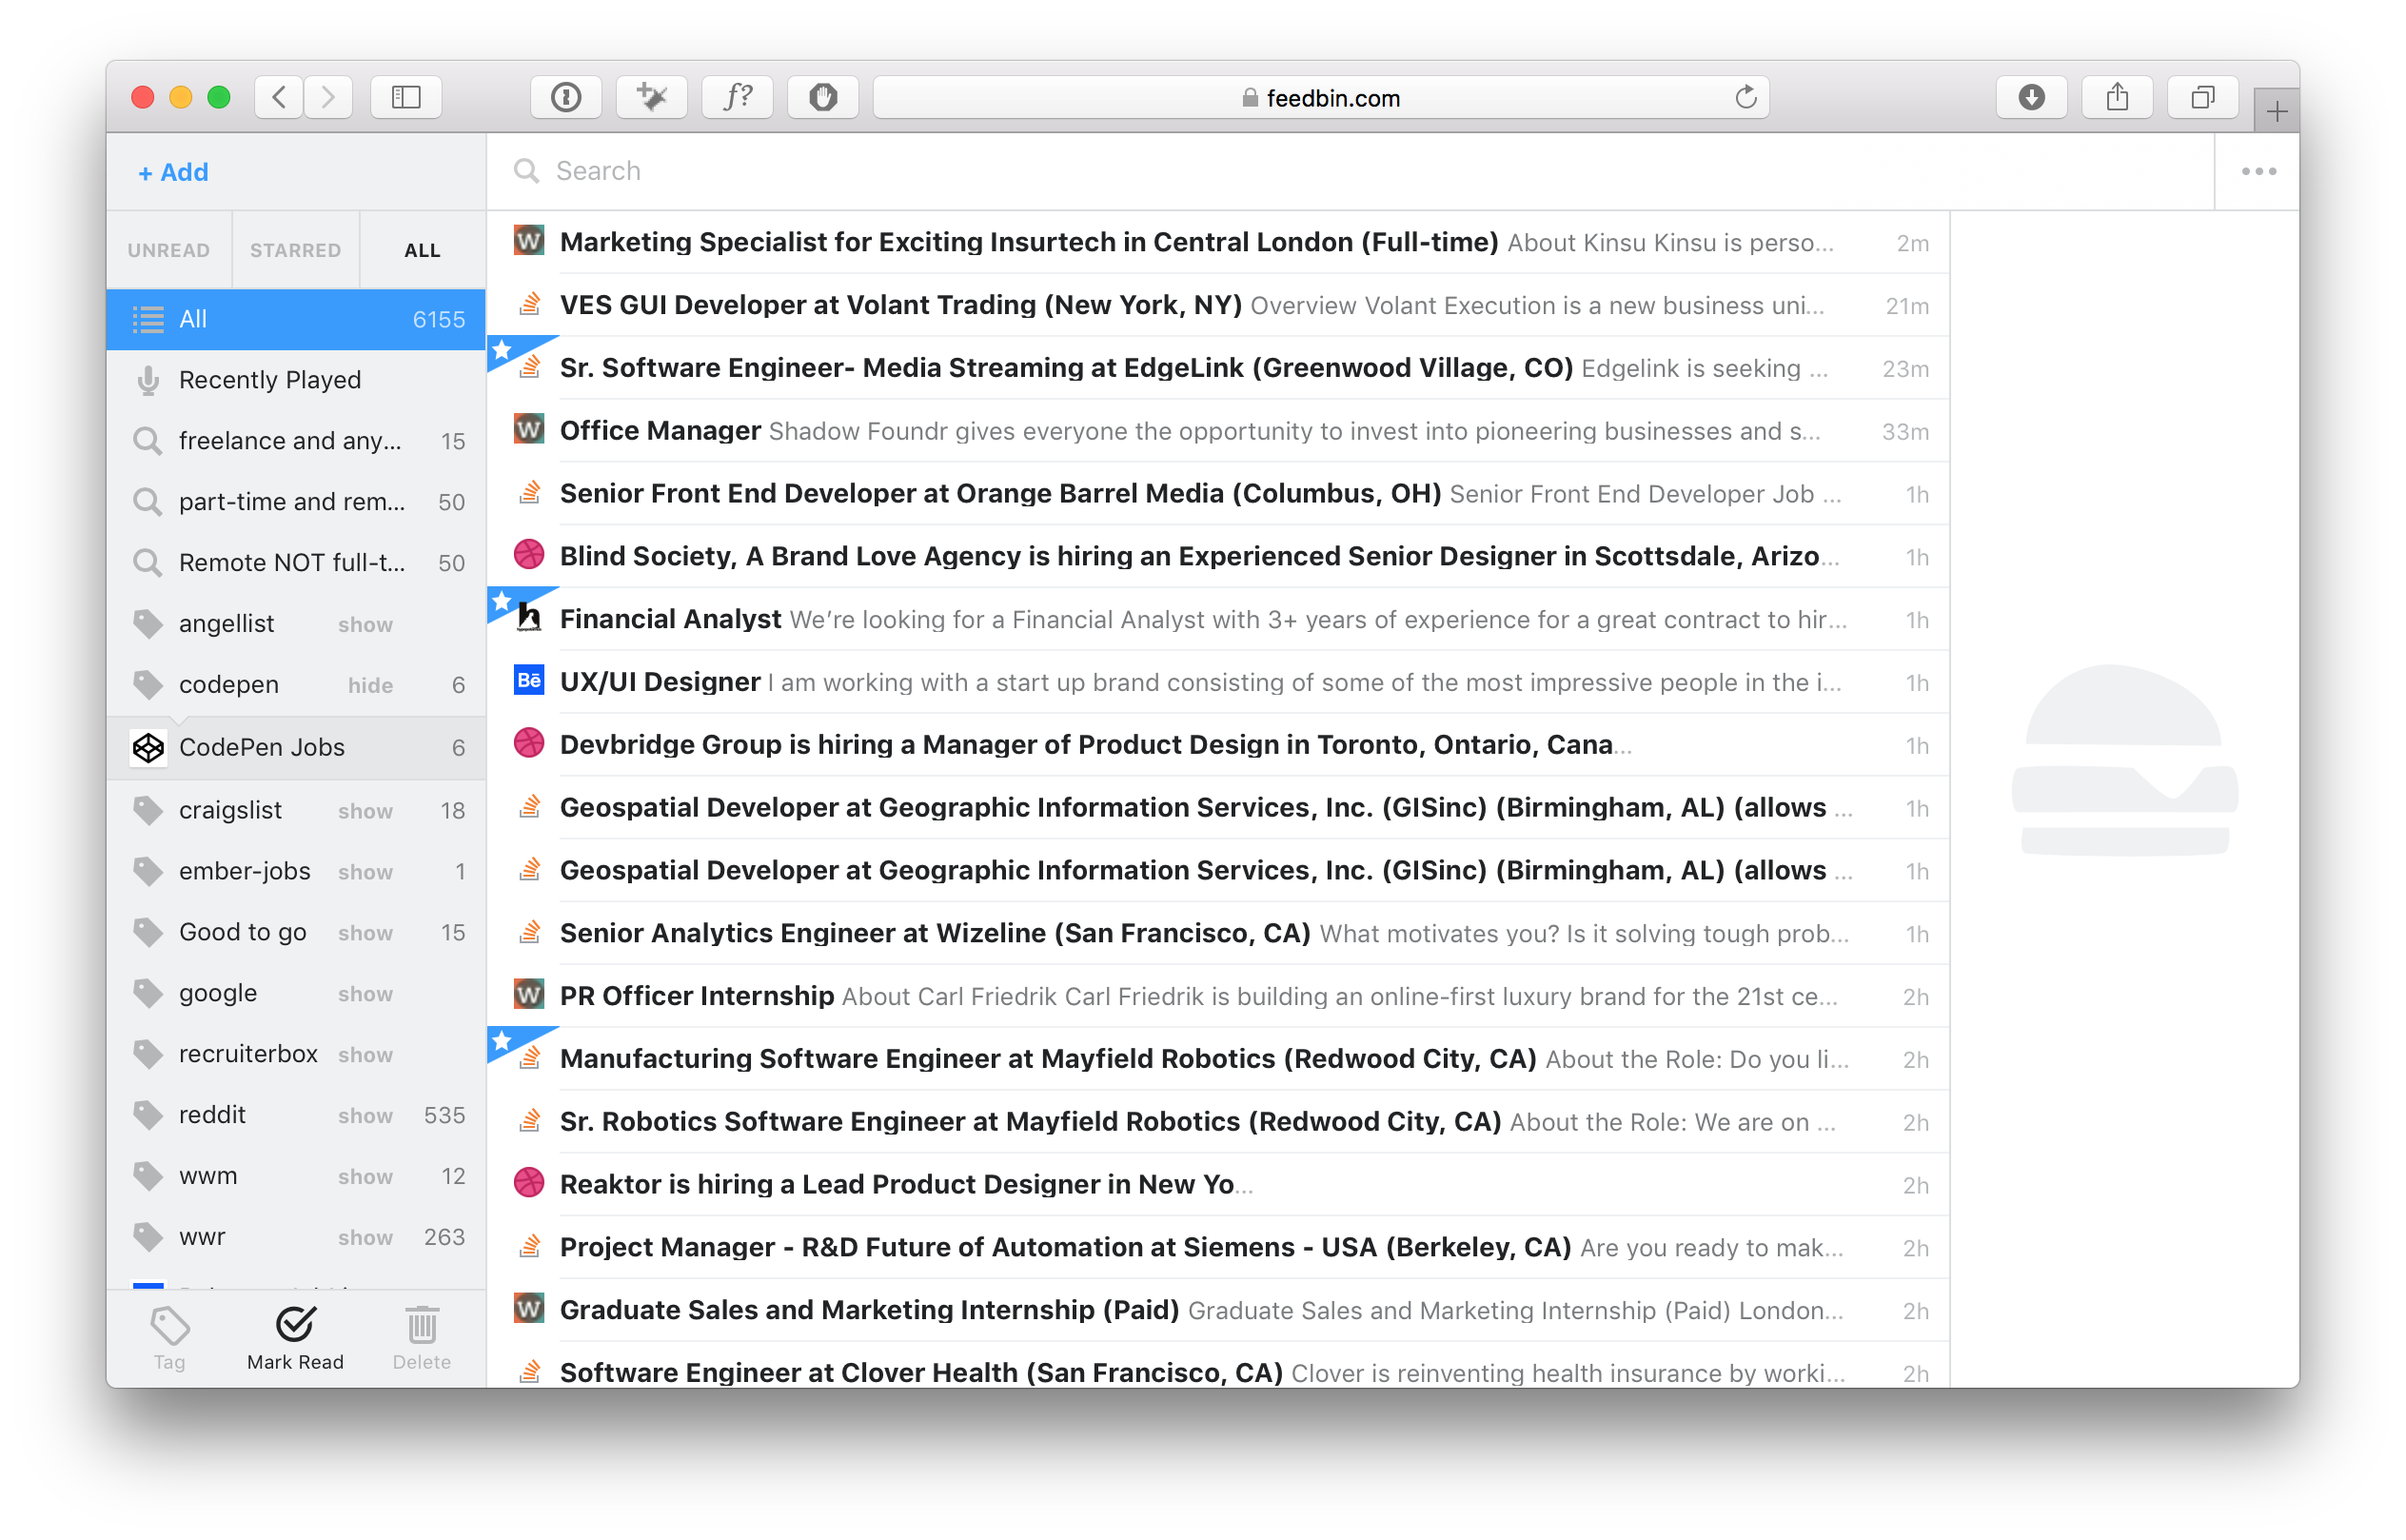 feedbin.com
+ Add
Search
UNREAD STARRED ALL
All 6155
Recently Played
freelance and any... 15
part-time and rem... 50
Remote NOT full-t... 50
angellist show
codepen hide 6
CodePen Jobs 6
craigslist show 18
ember-jobs show 1
Good to go show 15
google show
recruiterbox show
reddit show 535
wwm show 12
wwr show 263
Tag Mark Read Delete
Marketing Specialist for Exciting Insurtech in Central London (Full-time) About Kinsu Kinsu is perso... 2m
VES GUI Developer at Volant Trading (New York, NY) Overview Volant Execution is a new business uni... 21m
Sr. Software Engineer- Media Streaming at EdgeLink (Greenwood Village, CO) Edgelink is seeking ... 23m
Office Manager Shadow Foundr gives everyone the opportunity to invest into pioneering businesses and s... 33m
Senior Front End Developer at Orange Barrel Media (Columbus, OH) Senior Front End Developer Job ... 1h
Blind Society, A Brand Love Agency is hiring an Experienced Senior Designer in Scottsdale, Arizo... 1h
Financial Analyst We’re looking for a Financial Analyst with 3+ years of experience for a great contract to hir... 1h
UX/UI Designer I am working with a start up brand consisting of some of the most impressive people in the i... 1h
Devbridge Group is hiring a Manager of Product Design in Toronto, Ontario, Cana... 1h
Geospatial Developer at Geographic Information Services, Inc. (GISinc) (Birmingham, AL) (allows ... 1h
Geospatial Developer at Geographic Information Services, Inc. (GISinc) (Birmingham, AL) (allows ... 1h
Senior Analytics Engineer at Wizeline (San Francisco, CA) What motivates you? Is it solving tough prob... 1h
PR Officer Internship About Carl Friedrik Carl Friedrik is building an online-first luxury brand for the 21st ce... 2h
Manufacturing Software Engineer at Mayfield Robotics (Redwood City, CA) About the Role: Do you li... 2h
Sr. Robotics Software Engineer at Mayfield Robotics (Redwood City, CA) About the Role: We are on ... 2h
Reaktor is hiring a Lead Product Designer in New Yo... 2h
Project Manager - R&D Future of Automation at Siemens - USA (Berkeley, CA) Are you ready to mak... 2h
Graduate Sales and Marketing Internship (Paid) Graduate Sales and Marketing Internship (Paid) London... 2h
Software Engineer at Clover Health (San Francisco, CA) Clover is reinventing health insurance by worki... 2h